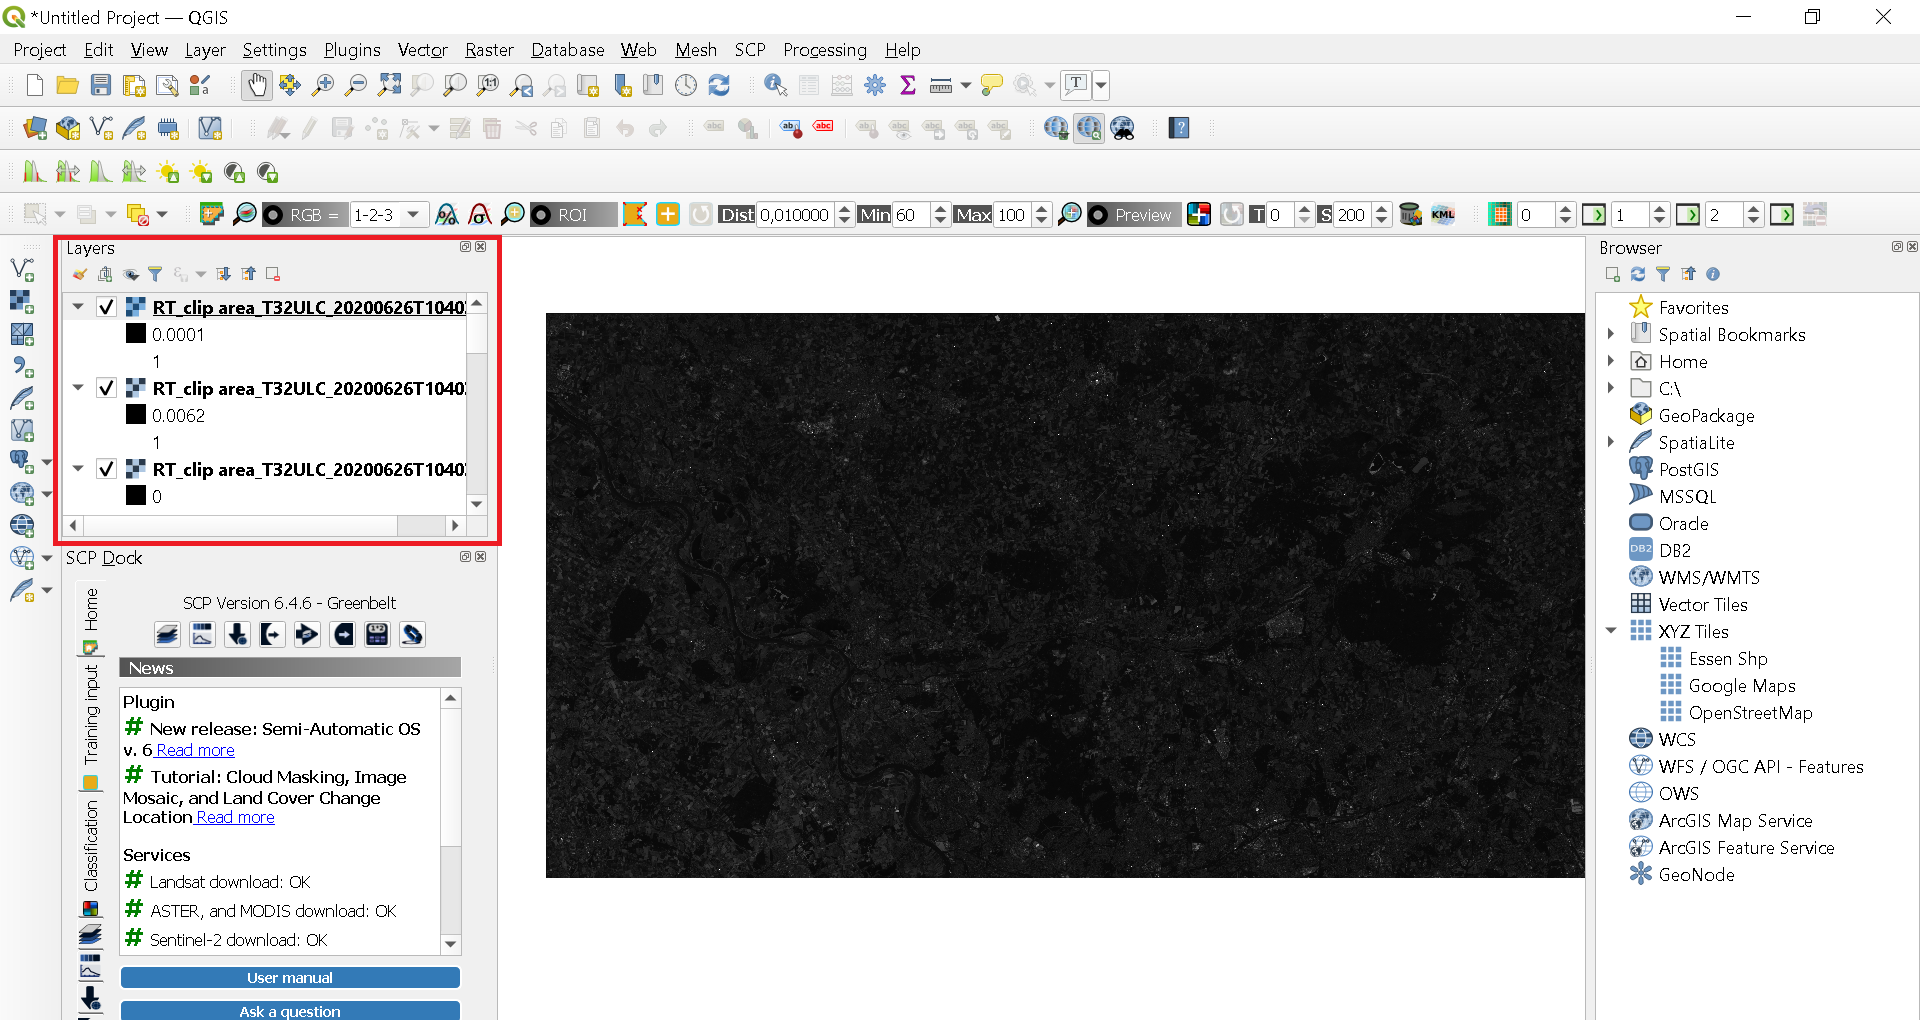 *Untitled Project — QGIS
Project Edit View Layer Settings Plugins Vector Raster Database Web Mesh SCP Processing Help
RGB = 1-2-3 ROI Dist 0,010000 Min 60 Max 100 Preview T 0 S 200 KML 0 1 2
Layers
RT_clip area_T32ULC_20200626T1040
0.0001
1
RT_clip area_T32ULC_20200626T1040
0.0062
1
RT_clip area_T32ULC_20200626T1040
0
SCP Dock
Home
Training input
Classification
SCP Version 6.4.6 - Greenbelt
News
Plugin
# New release: Semi-Automatic OS
v. 6 Read more
# Tutorial: Cloud Masking, Image
Mosaic, and Land Cover Change
Location Read more
Services
# Landsat download: OK
# ASTER, and MODIS download: OK
# Sentinel-2 download: OK
User manual
Ask a question
Browser
Favorites
Spatial Bookmarks
Home
C:\
GeoPackage
SpatiaLite
PostGIS
MSSQL
Oracle
DB2 DB2
WMS/WMTS
Vector Tiles
XYZ Tiles
Essen Shp
Google Maps
OpenStreetMap
WCS
WFS / OGC API - Features
OWS
ArcGIS Map Service
ArcGIS Feature Service
GeoNode